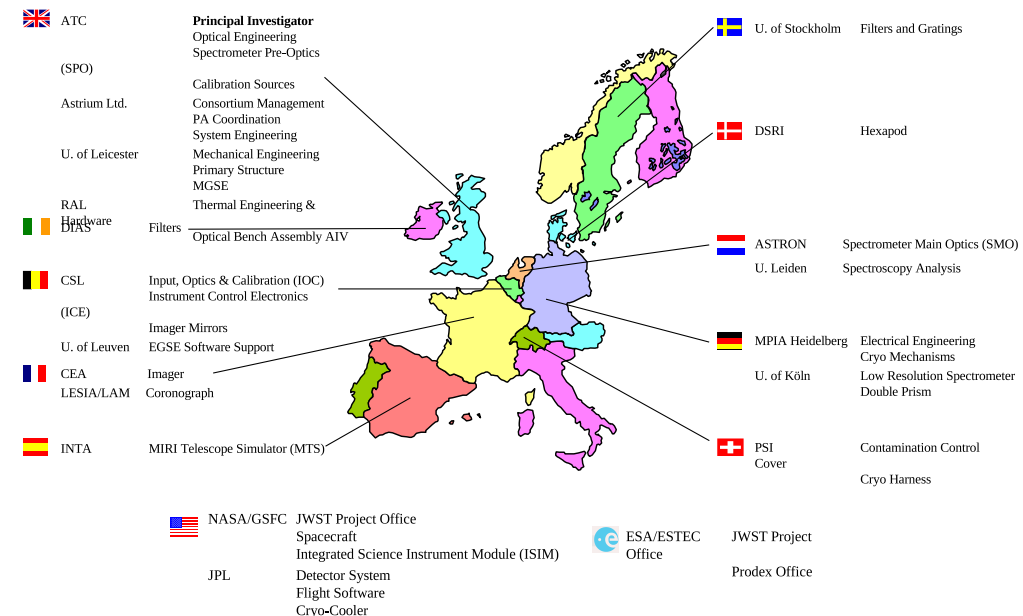 ATC Principal Investigator
Optical Engineering
Spectrometer Pre-Optics
(SPO)
Calibration Sources
Astrium Ltd. Consortium Management
PA Coordination
System Engineering
U. of Leicester Mechanical Engineering
Primary Structure
MGSE
RAL Thermal Engineering &
Hardware
Optical Bench Assembly AIV
DIAS Filters
CSL Input, Optics & Calibration (IOC)
Instrument Control Electronics
(ICE)
Imager Mirrors
U. of Leuven EGSE Software Support
CEA Imager
LESIA/LAM Coronograph
INTA MIRI Telescope Simulator (MTS)
U. of Stockholm Filters and Gratings
DSRI Hexapod
ASTRON Spectrometer Main Optics (SMO)
U. Leiden Spectroscopy Analysis
MPIA Heidelberg Electrical Engineering
Cryo Mechanisms
U. of Köln Low Resolution Spectrometer
Double Prism
PSI Contamination Control
Cover
Cryo Harness
NASA/GSFC JWST Project Office
Spacecraft
Integrated Science Instrument Module (ISIM)
JPL Detector System
Flight Software
Cryo-Cooler
ESA/ESTEC JWST Project
Office
Prodex Office